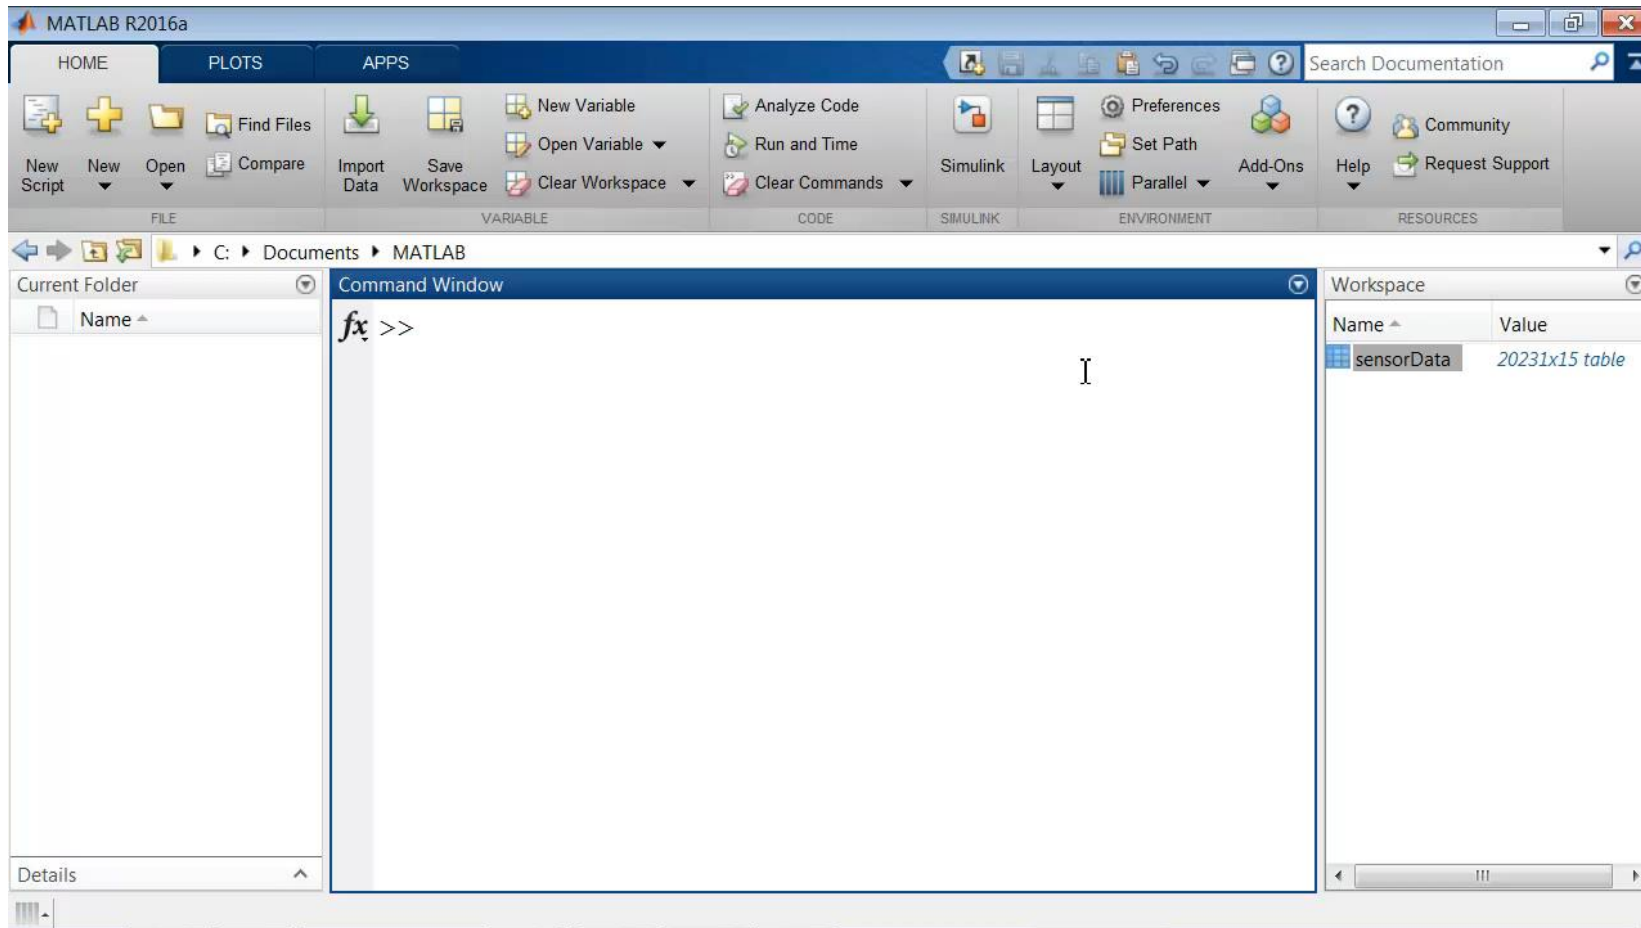 MATLAB R2016a
HOME PLOTS APPS Search Documentation
New Script
New
Open
Find Files
Compare
Import Data
Save Workspace
New Variable
Open Variable
Clear Workspace
Analyze Code
Run and Time
Clear Commands
Simulink
Layout
Preferences
Set Path
Parallel
Add-Ons
Help
Community
Request Support
FILE VARIABLE CODE SIMULINK ENVIRONMENT RESOURCES
C: Documents MATLAB
Current Folder
Name
Details
Command Window
fx >>
Workspace
Name Value
sensorData 20231x15 table